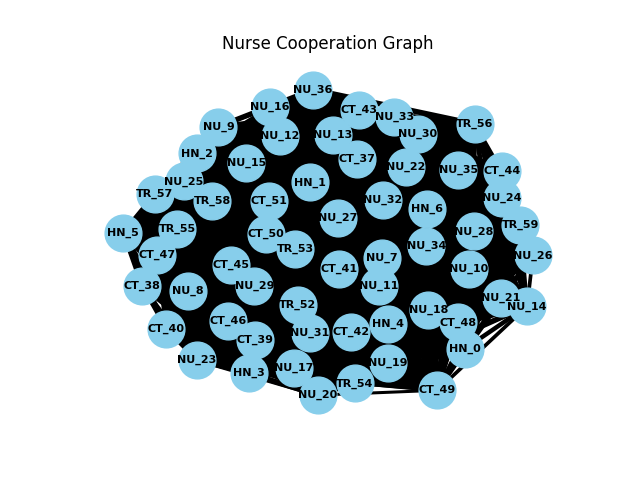 Nurse Cooperation Graph
NU_36
NU_16
CT_43
NU_33
TR_56
NU_9
NU_12
NU_13
NU_30
HN_2
NU_15
CT_37
NU_22
NU_35
CT_44
NU_25
HN_1
TR_57
TR_58
CT_51
NU_32
NU_24
HN_6
NU_27
TR_55
TR_59
HN_5
CT_50
NU_28
TR_53
NU_34
CT_47
NU_26
CT_45
CT_41
NU_7
NU_10
CT_38
NU_8
NU_29
NU_11
TR_52
NU_21
NU_14
NU_18
CT_46
CT_48
HN_4
CT_40
NU_31
CT_42
CT_39
HN_0
NU_23
NU_19
NU_17
HN_3
TR_54
CT_49
NU_20